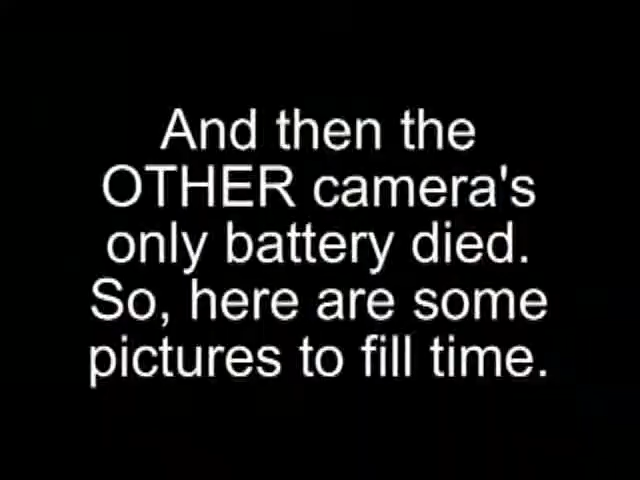 And then the
OTHER camera's
only battery died.
So, here are some
pictures to fill time.